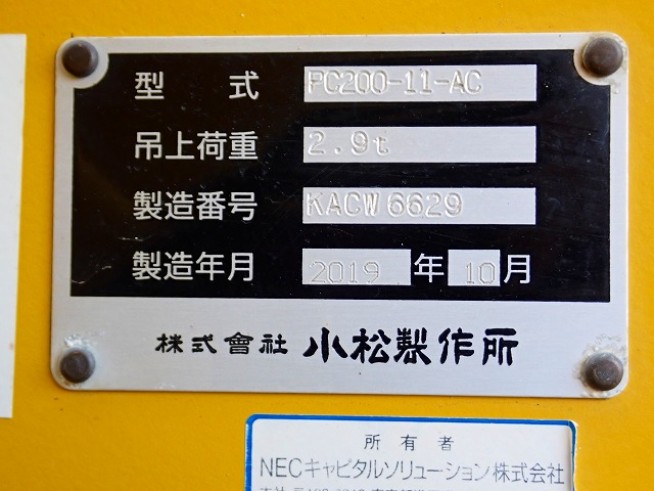 型 式 PC200-11-AC
吊上荷重 2.9t
製造番号 KACW 6629
製造年月 2019 年 10 月
株式會社 小松製作所
所有者
NECキャピタルソリューション株式会社